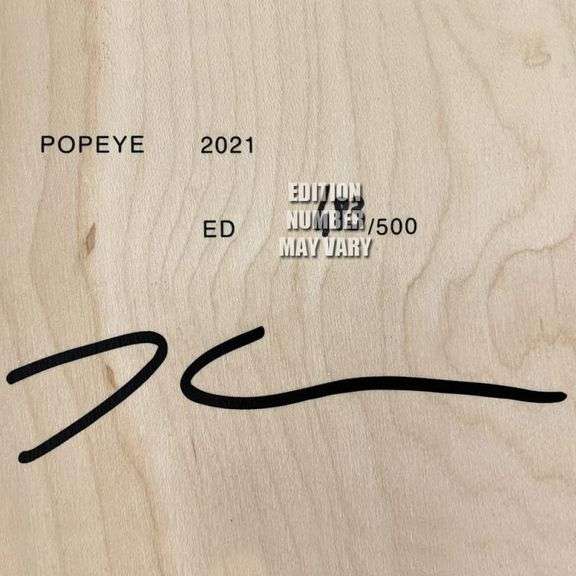 POPEYE 2021
EDITION
NUMBER
MAY VARY
ED /500